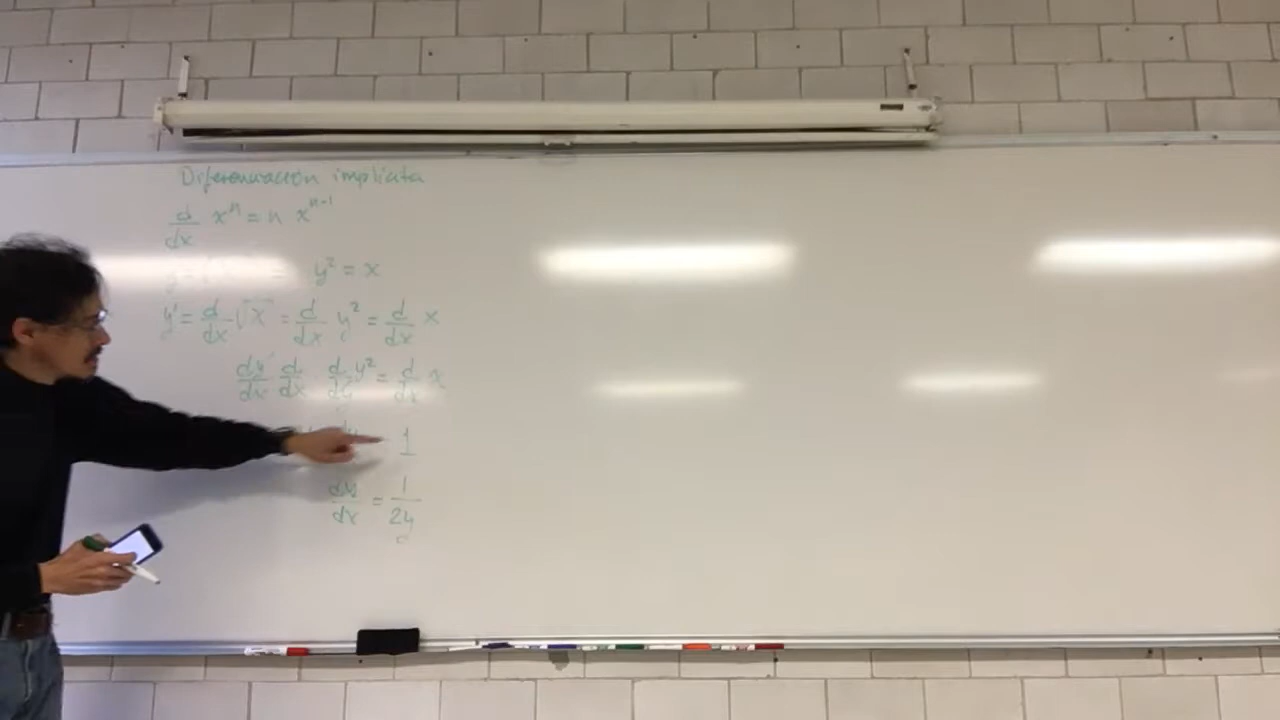 Diferenciación implicita
d/dx x^n = n x^{n-1}
y² = x
y' = d/dx √x = d/dx y² = d/dx x
dy/dx d/dx d/dy y² = d/dx x
1
dy/dx = 1/2y